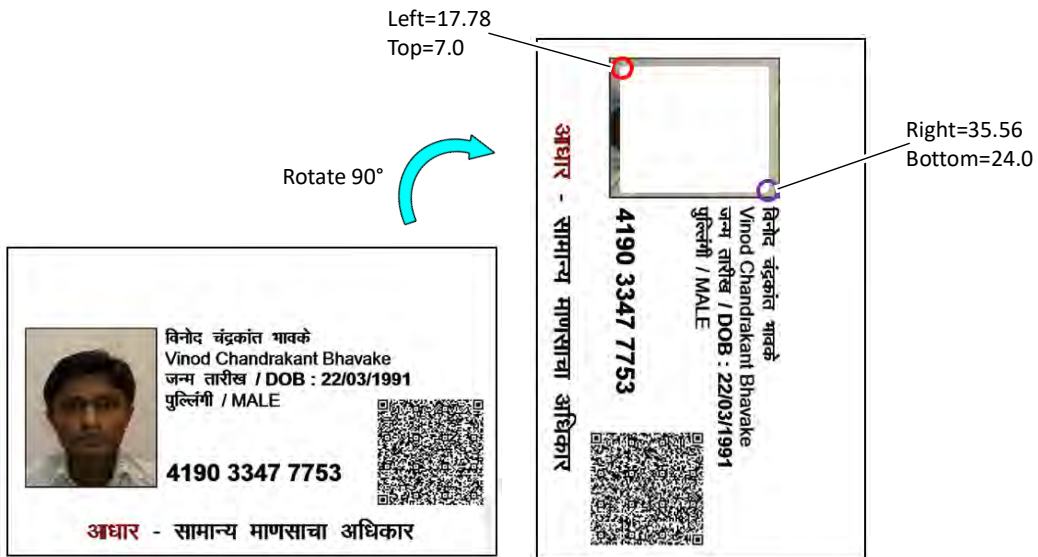 Left=17.78
Top=7.0
Right=35.56
Bottom=24.0
Rotate 90°
विनोद चंद्रकांत भावके
Vinod Chandrakant Bhavake
जन्म तारीख / DOB : 22/03/1991
पुल्लिंगी / MALE
4190 3347 7753
आधार - सामान्य माणसाचा अधिकार
विनोद चंद्रकांत भावके
Vinod Chandrakant Bhavake
जन्म तारीख / DOB : 22/03/1991
पुल्लिंगी / MALE
4190 3347 7753
आधार - सामान्य माणसाचा अधिकार